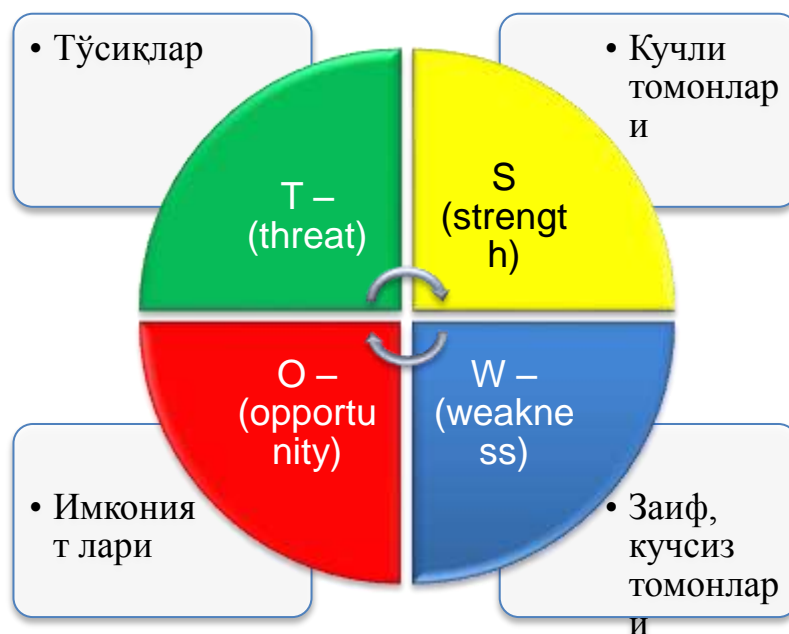 • Тўсиқлар
• Кучли
томонлар
и
T –
(threat)
S
(strengt
h)
O –
(opportu
nity)
W –
(weakne
ss)
• Имкония
т лари
• Заиф,
кучсиз
томонлар
и